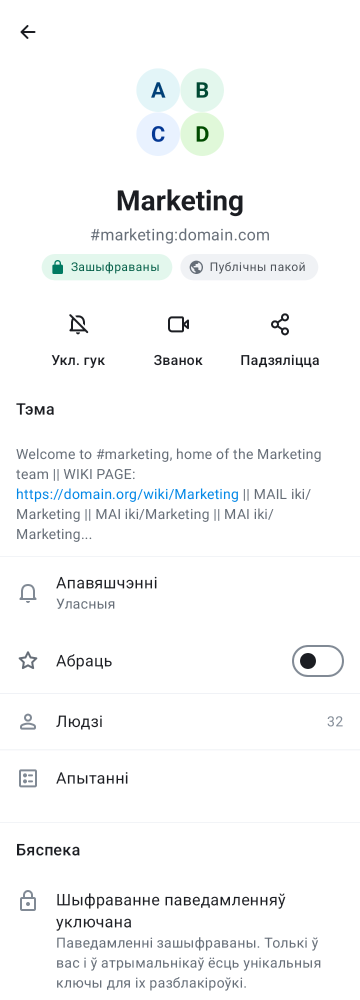 A B
C D
Marketing
#marketing:domain.com
Зашыфраваны Публічны пакой
Укл. гук Званок Падзяліцца
Тэма
Welcome to #marketing, home of the Marketing
team || WIKI PAGE:
https://domain.org/wiki/Marketing || MAIL iki/
Marketing || MAI iki/Marketing || MAI iki/
Marketing...
Апавяшчэнні
Уласныя
Абраць
Людзі 32
Апытанні
Бяспека
Шыфраванне паведамленняў
уключана
Паведамленні зашыфраваны. Толькі ў
вас і ў атрымальнікаў ёсць унікальныя
ключы для іх разблакіроўкі.